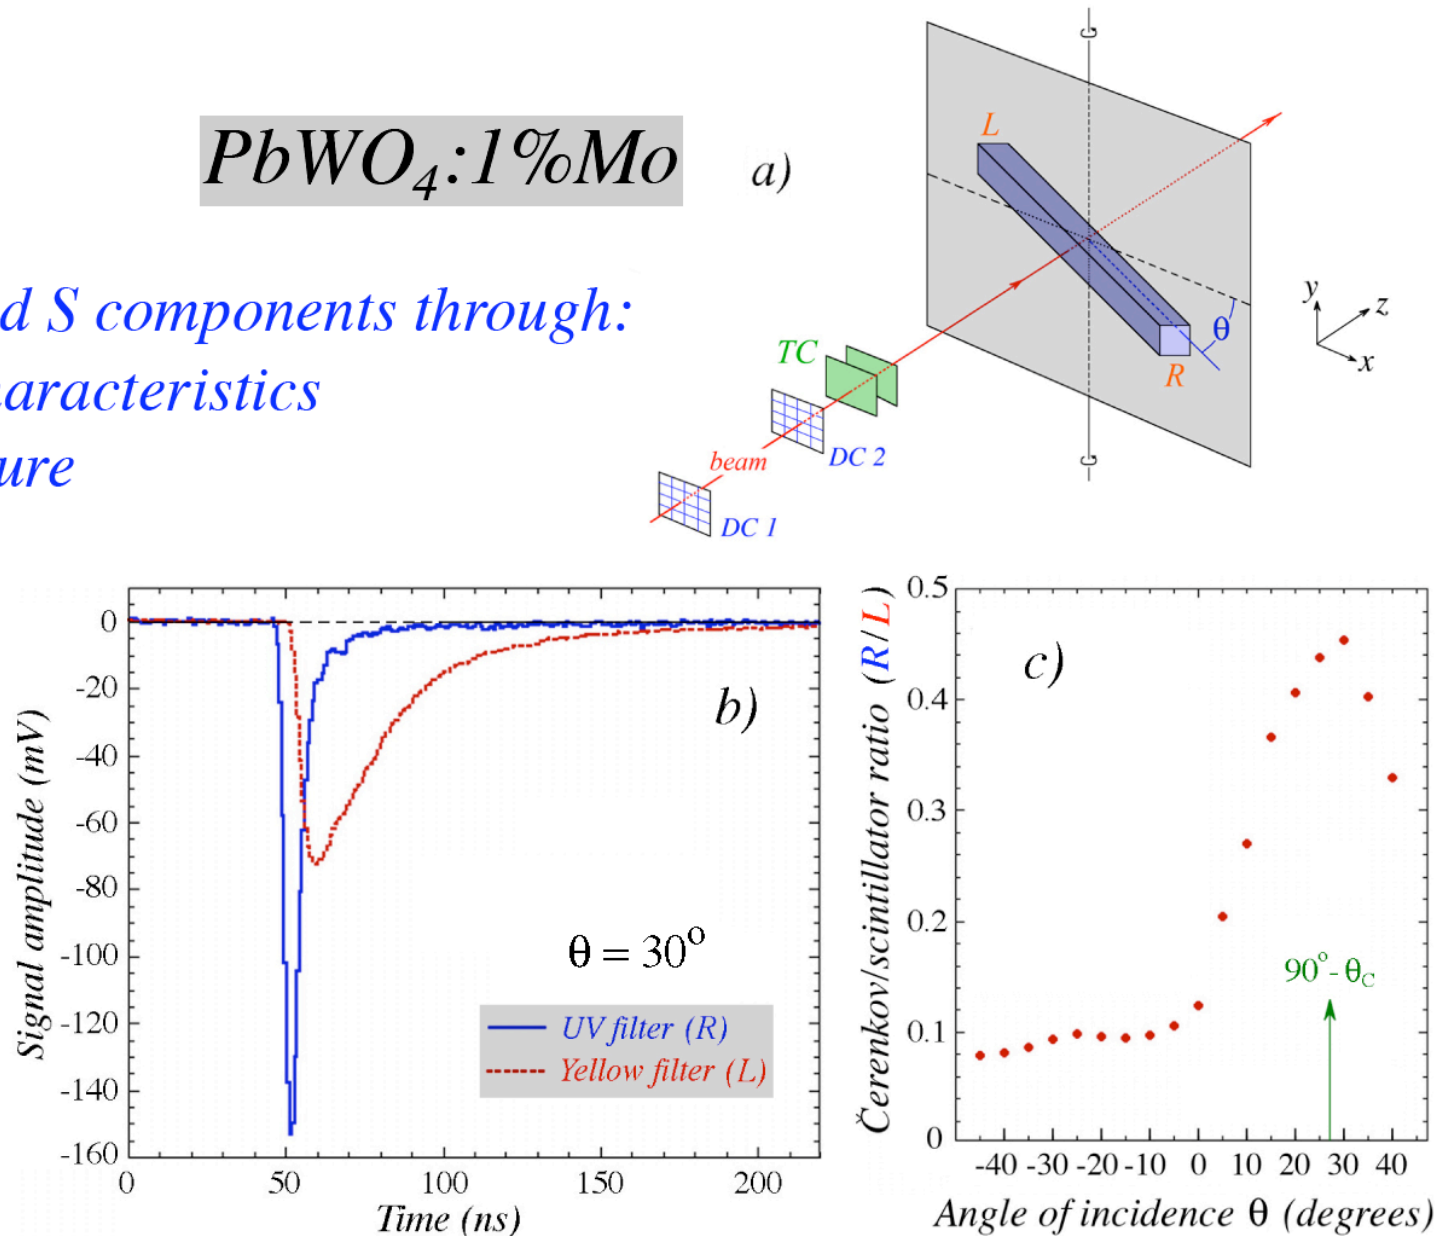 PbWO₄:1%Mo
a)
L
R
θ
y
z
x
TC
DC 2
beam
DC 1
d S components through:
haracteristics
ure
Signal amplitude (mV)
0
-20
-40
-60
-80
-100
-120
-140
-160
b)
θ = 30°
UV filter (R)
Yellow filter (L)
0 50 100 150 200
Time (ns)
Čerenkov/scintillator ratio (R/L)
0.5
0.4
0.3
0.2
0.1
0
c)
90° - θC
-40 -30 -20 -10 0 10 20 30 40
Angle of incidence θ (degrees)